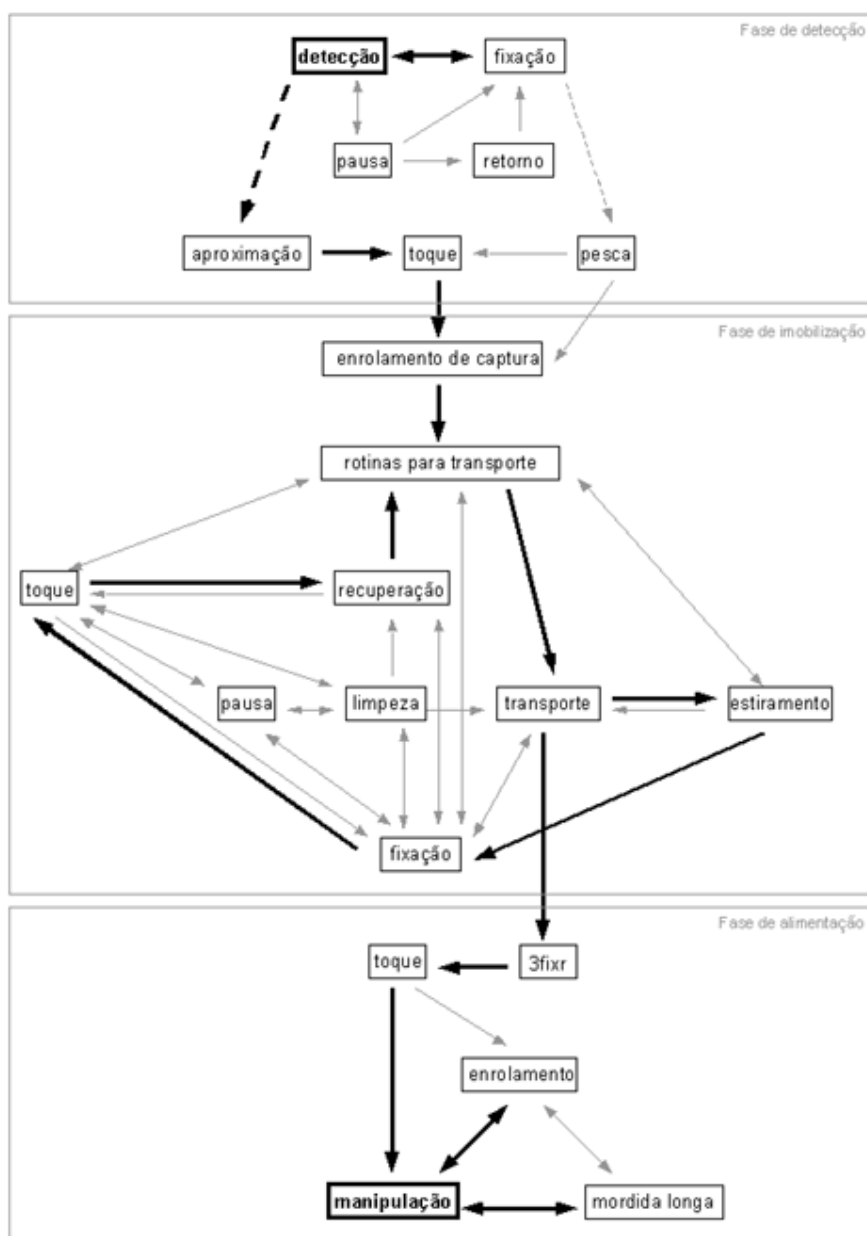 Fase de detecção
detecção
fixação
pausa
retorno
aproximação
toque
pesca
Fase de imobilização
enrolamento de captura
rotinas para transporte
toque
recuperação
pausa
limpeza
transporte
estiramento
fixação
Fase de alimentação
toque
3fixr
enrolamento
manipulação
mordida longa